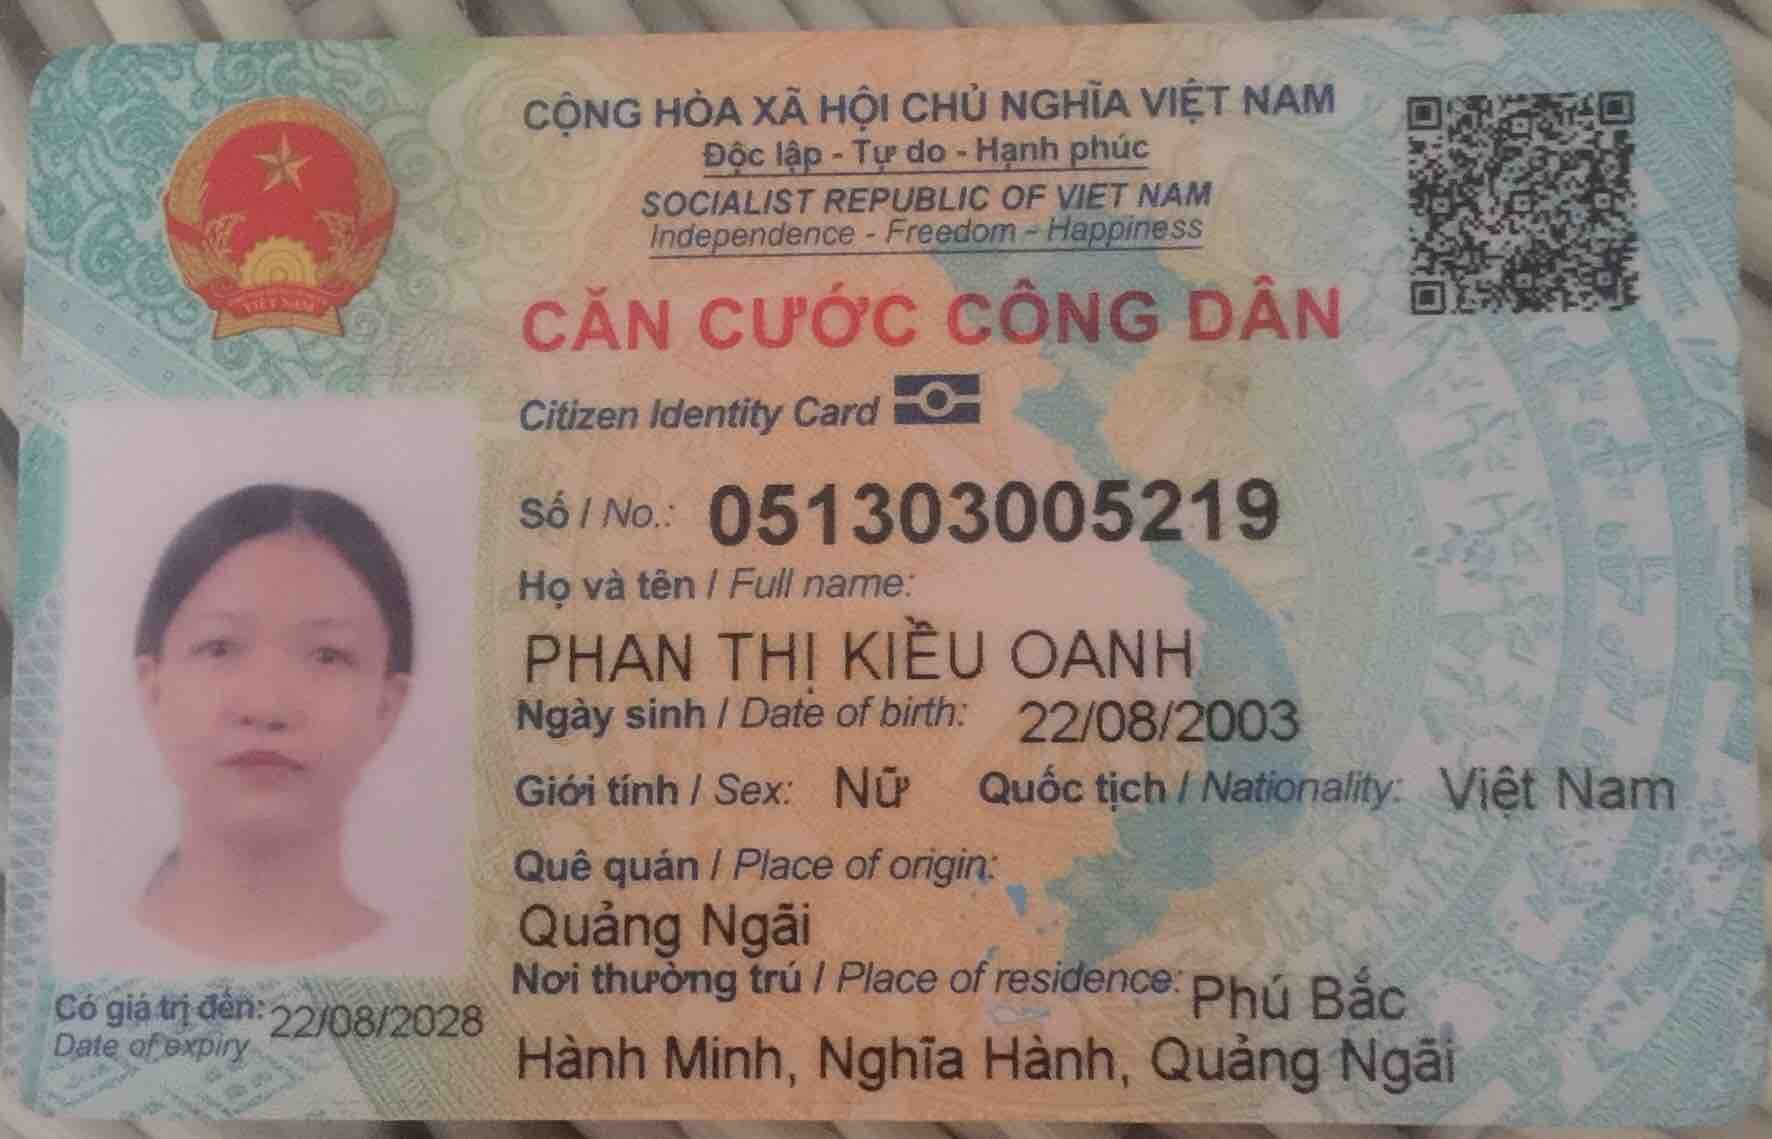 CỘNG HÒA XÃ HỘI CHỦ NGHĨA VIỆT NAM
Độc lập - Tự do - Hạnh phúc
SOCIALIST REPUBLIC OF VIET NAM
Independence - Freedom - Happiness
VIỆT NAM
CĂN CƯỚC CÔNG DÂN
Citizen Identity Card
Số / No.: 051303005219
Họ và tên / Full name:
PHAN THỊ KIỀU OANH
Ngày sinh / Date of birth: 22/08/2003
Giới tính / Sex: Nữ Quốc tịch / Nationality: Việt Nam
Quê quán / Place of origin:
Quảng Ngãi
Nơi thường trú / Place of residence: Phú Bắc
Hành Minh, Nghĩa Hành, Quảng Ngãi
Có giá trị đến: 22/08/2028
Date of expiry